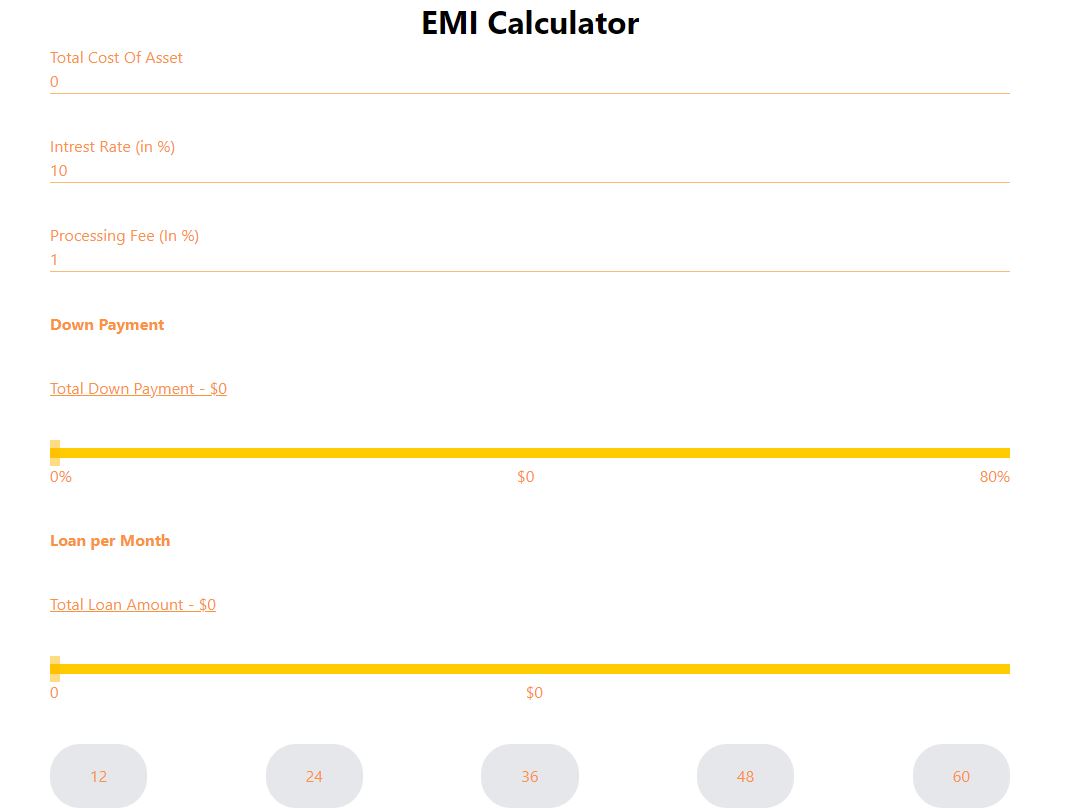 EMI Calculator
Total Cost Of Asset
0
Intrest Rate (in %)
10
Processing Fee (In %)
1
Down Payment
Total Down Payment - $0
0% $0 80%
Loan per Month
Total Loan Amount - $0
0 $0
12 24 36 48 60